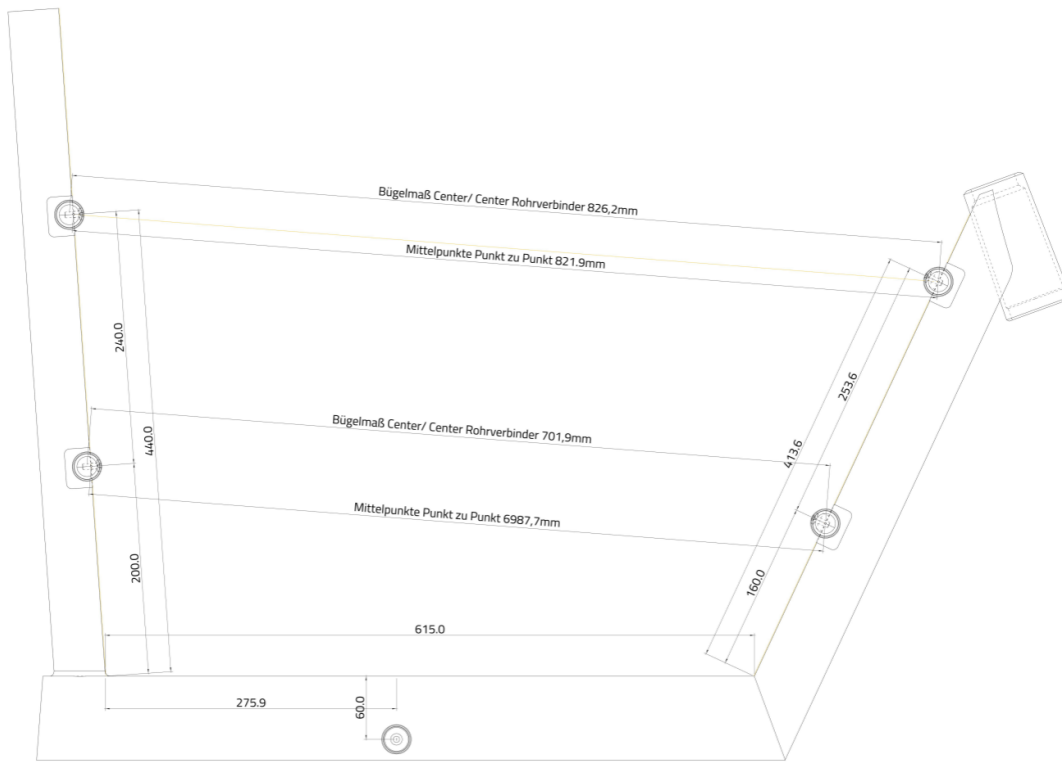 Bügelmaß Center/ Center Rohrverbinder 826,2mm
Mittelpunkte Punkt zu Punkt 821.9mm
240.0
440.0
253.6
413.6
Bügelmaß Center/ Center Rohrverbinder 701,9mm
Mittelpunkte Punkt zu Punkt 6987,7mm
200.0
160.0
615.0
275.9
60.0